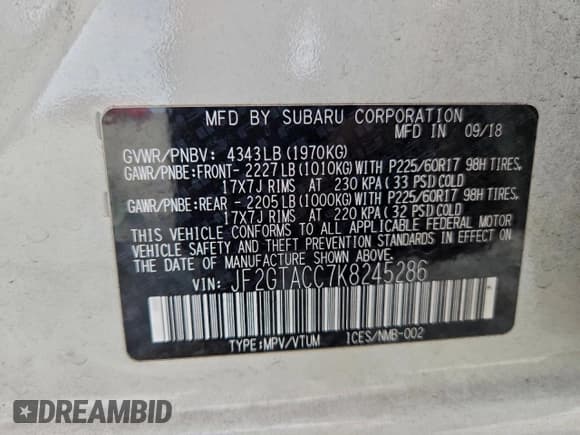 MFD BY SUBARU CORPORATION
MFD IN 09/18
GVWR/PNBV: 4343LB(1970KG)
GAWR/PNBE:FRONT- 2227LB(1010KG)WITH P225/60R17 98H TIRES,
17X7J RIMS AT 230 KPA(33 PSI)COLD
GAWR/PNBE:REAR - 2205LB(1000KG)WITH P225/60R17 98H TIRES,
17X7J RIMS AT 220 KPA(32 PSI)COLD
THIS VEHICLE CONFORMS TO ALL APPLICABLE FEDERAL MOTOR
VEHICLE SAFETY AND THEFT PREVENTION STANDARDS IN EFFECT
ON THE DATE OF MANUFACTURE SHOWN ABOVE.
VIN: JF2GTACC7K8245286
TYPE:MPV/VTUM ICES/NMB-002
DREAMBID